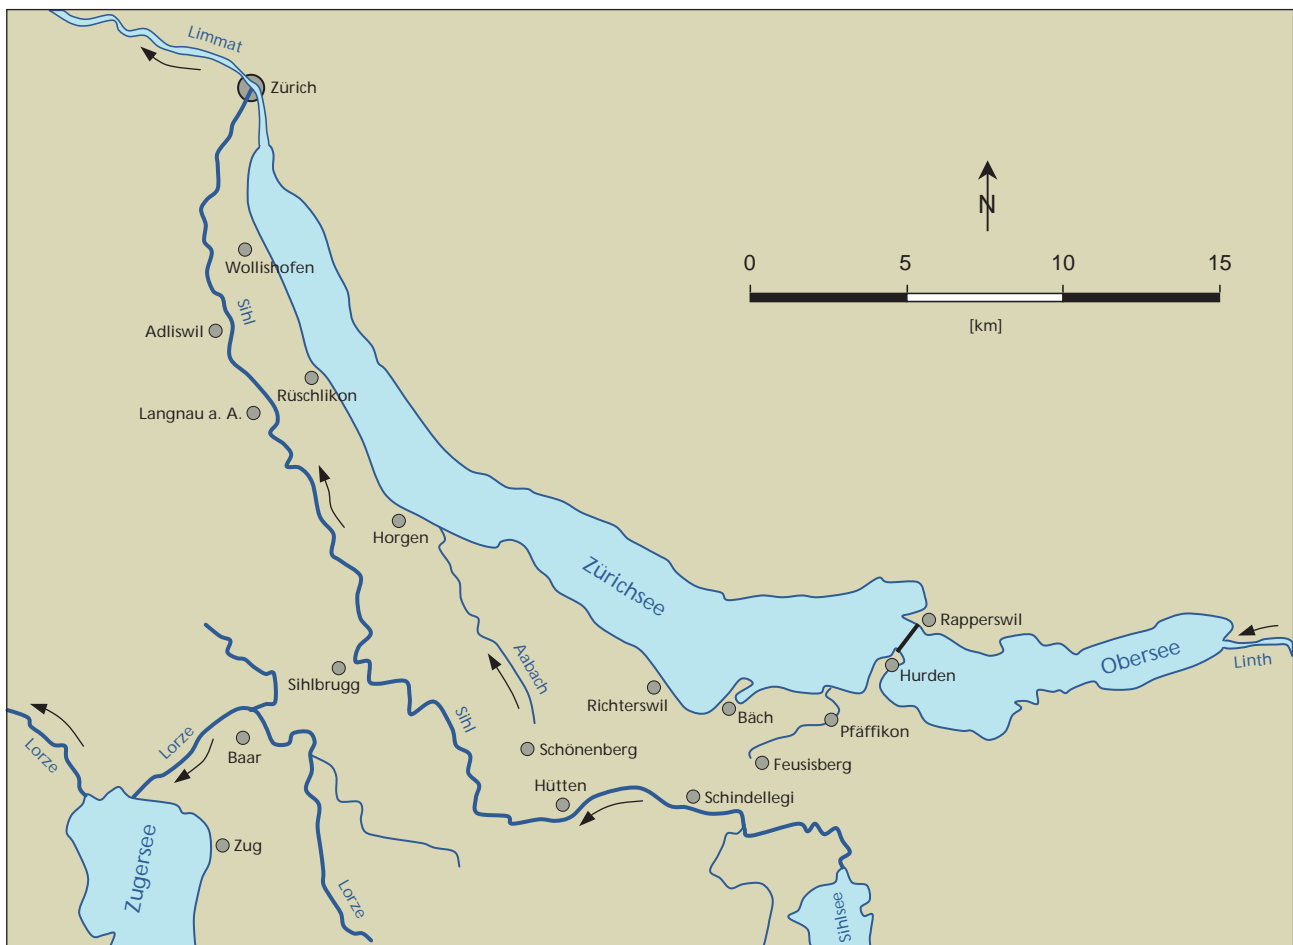 Limmat
Zürich
N
0 5 10 15
[km]
Wollishofen
Sihl
Adliswil
Rüschlikon
Langnau a. A.
Horgen
Zürichsee
Rapperswil
Obersee
Linth
Hurden
Aabach
Sihlbrugg
Richterswil
Bäch
Sihl
Pfäffikon
Lorze
Lorze
Baar
Schönenberg
Feusisberg
Hütten
Schindellegi
Zug
Zugersee
Lorze
Sihlsee